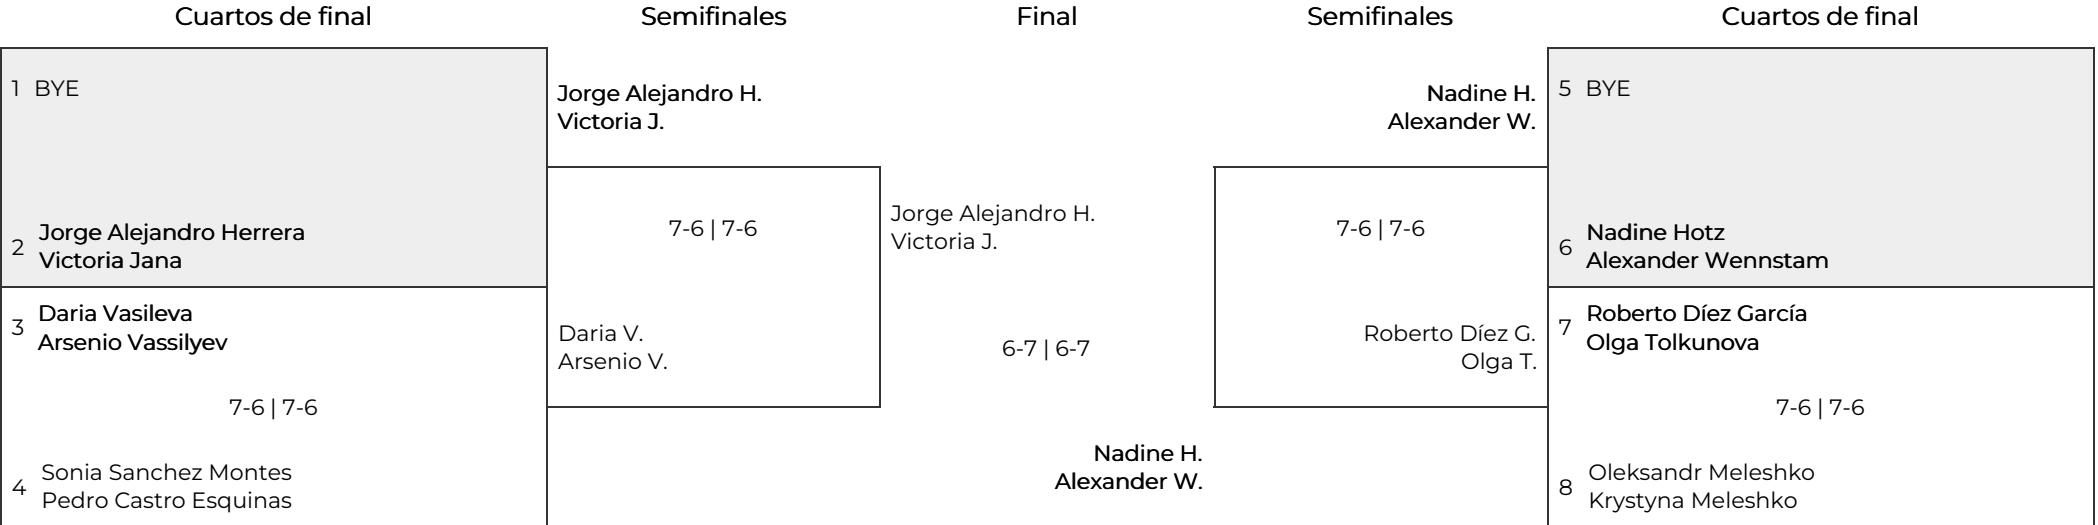 Cuartos de final
Semifinales
Final
Semifinales
Cuartos de final
1 BYE
2 Jorge Alejandro Herrera
Victoria Jana
3 Daria Vasileva
Arsenio Vassilyev
7-6 | 7-6
4 Sonia Sanchez Montes
Pedro Castro Esquinas
Jorge Alejandro H.
Victoria J.
7-6 | 7-6
Daria V.
Arsenio V.
Jorge Alejandro H.
Victoria J.
6-7 | 6-7
Nadine H.
Alexander W.
Nadine H.
Alexander W.
7-6 | 7-6
Roberto Díez G.
Olga T.
5 BYE
6 Nadine Hotz
Alexander Wennstam
7 Roberto Díez García
Olga Tolkunova
7-6 | 7-6
8 Oleksandr Meleshko
Krystyna Meleshko